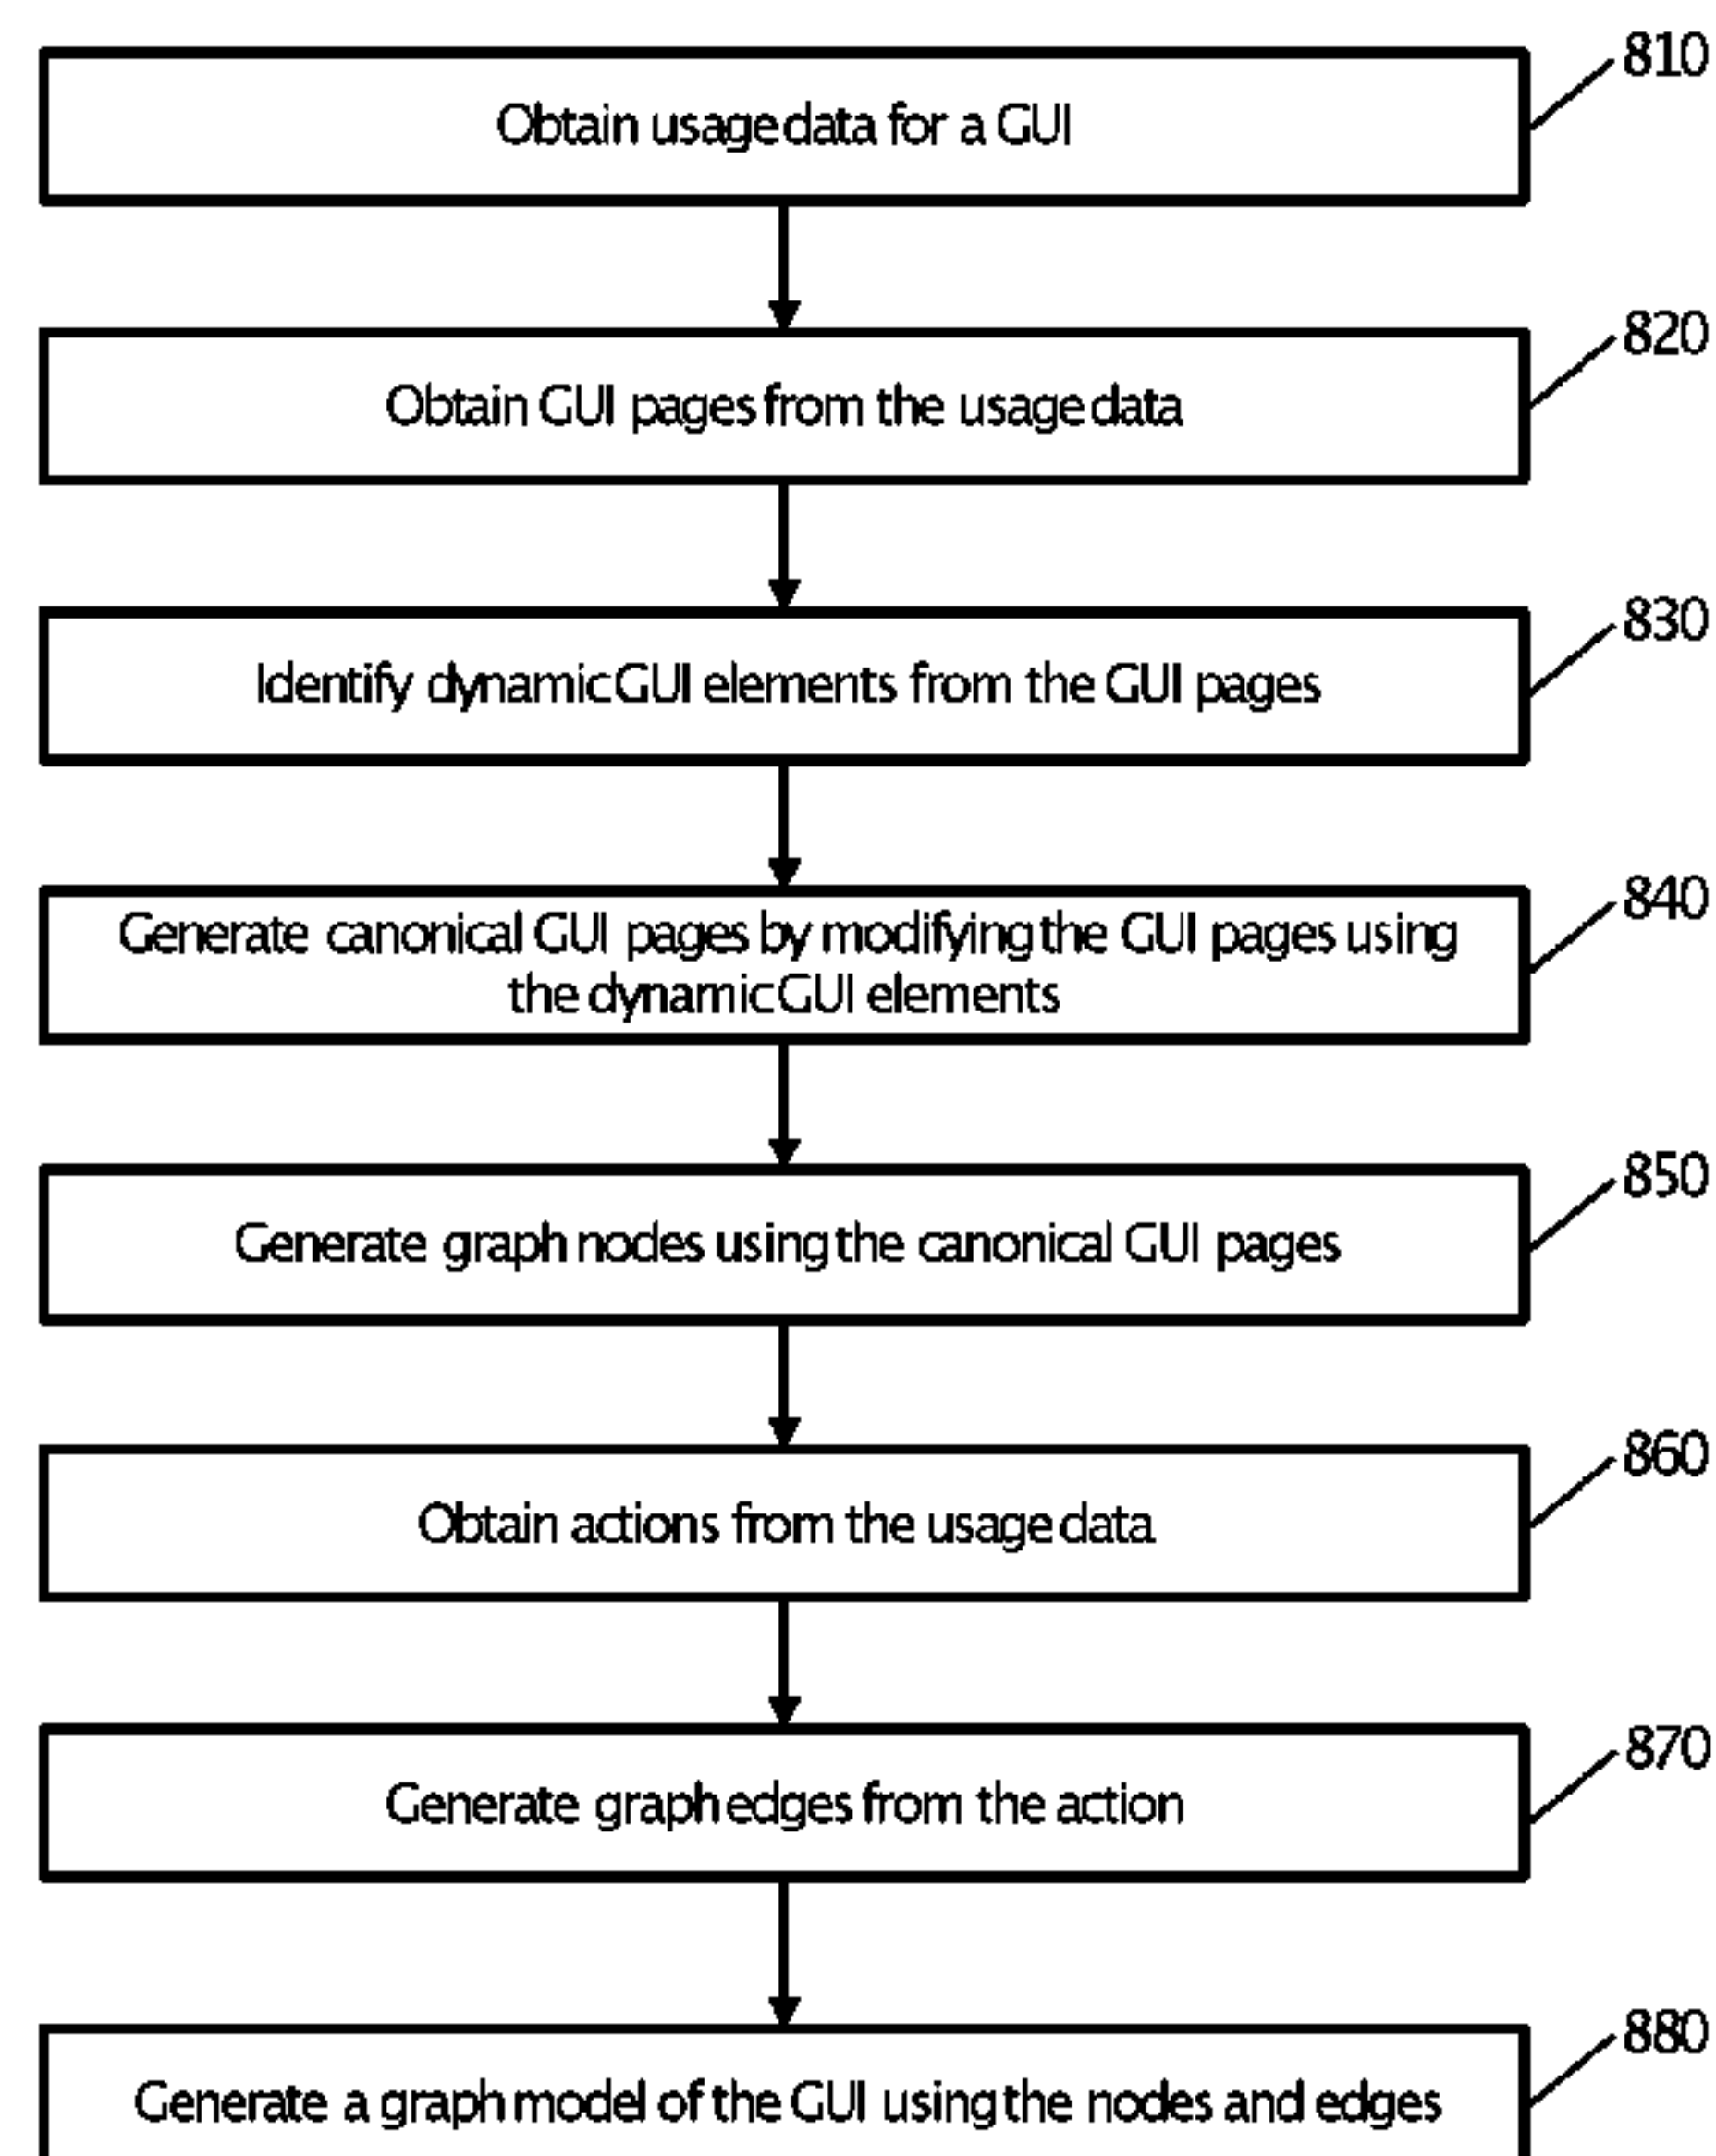 810
Obtain usage data for a GUI
820
Obtain GUI pages from the usage data
830
Identify dynamic GUI elements from the GUI pages
840
Generate canonical GUI pages by modifying the GUI pages using
the dynamic GUI elements
850
Generate graph nodes using the canonical GUI pages
860
Obtain actions from the usage data
870
Generate graph edges from the action
880
Generate a graph model of the GUI using the nodes and edges